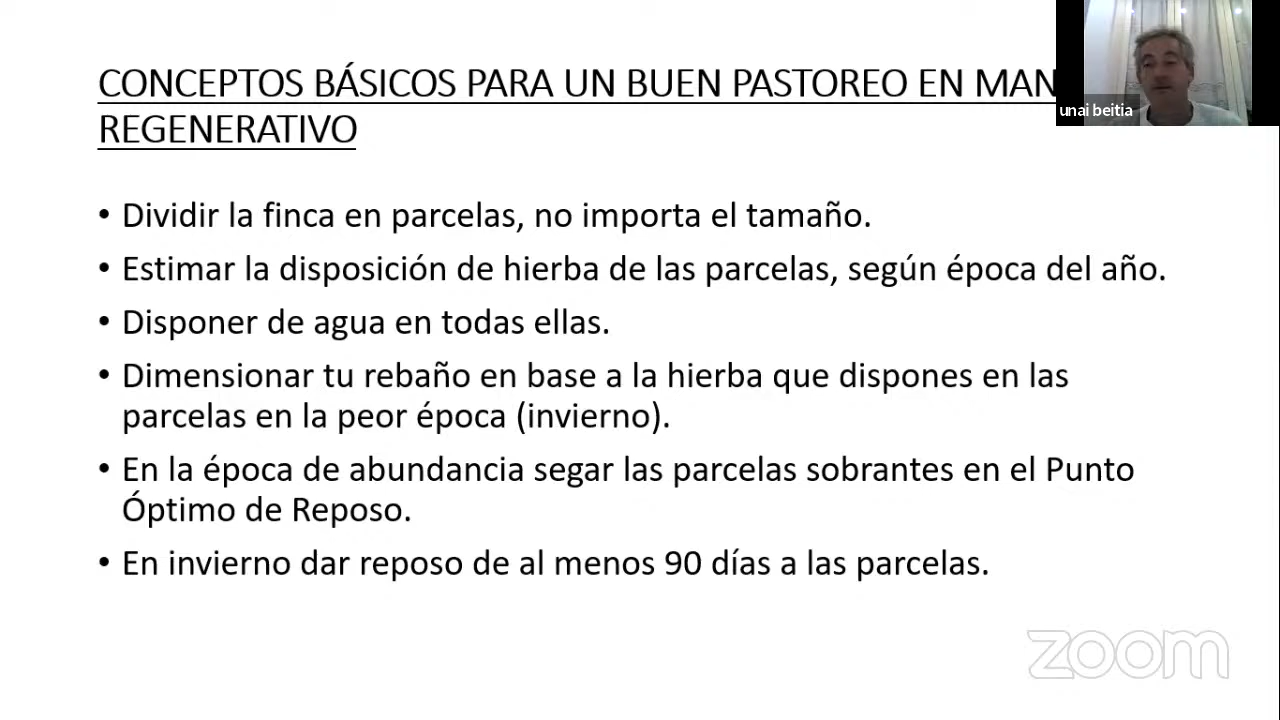 CONCEPTOS BÁSICOS PARA UN BUEN PASTOREO EN MAN
REGENERATIVO
unai beitia
• Dividir la finca en parcelas, no importa el tamaño.
• Estimar la disposición de hierba de las parcelas, según época del año.
• Disponer de agua en todas ellas.
• Dimensionar tu rebaño en base a la hierba que dispones en las
parcelas en la peor época (invierno).
• En la época de abundancia segar las parcelas sobrantes en el Punto
Óptimo de Reposo.
• En invierno dar reposo de al menos 90 días a las parcelas.
zoom